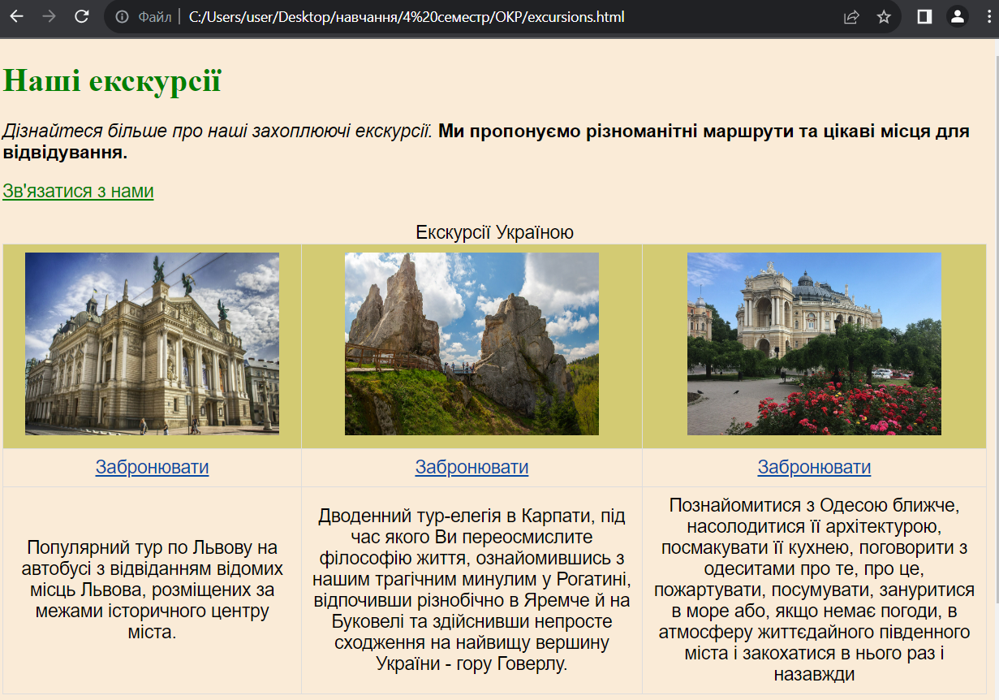 Файл | C:/Users/user/Desktop/навчання/4%20семестр/ОКР/excursions.html
Наші екскурсії
Дізнайтеся більше про наші захоплюючі екскурсії. Ми пропонуємо різноманітні маршрути та цікаві місця для
відвідування.
Зв'язатися з нами
Екскурсії Україною
Забронювати
Забронювати
Забронювати
Популярний тур по Львову на
автобусі з відвіданням відомих
місць Львова, розміщених за
межами історичного центру
міста.
Дводенний тур-елегія в Карпати, під
час якого Ви переосмислите
філософію життя, ознайомившись з
нашим трагічним минулим у Рогатині,
відпочивши різнобічно в Яремче й на
Буковелі та здійснивши непросте
сходження на найвищу вершину
України - гору Говерлу.
Познайомитися з Одесою ближче,
насолодитися її архітектурою,
посмакувати її кухнею, поговорити з
одеситами про те, про це,
пожартувати, посумувати, зануритися
в море або, якщо немає погоди, в
атмосферу життєдайного південного
міста і закохатися в нього раз і
назавжди